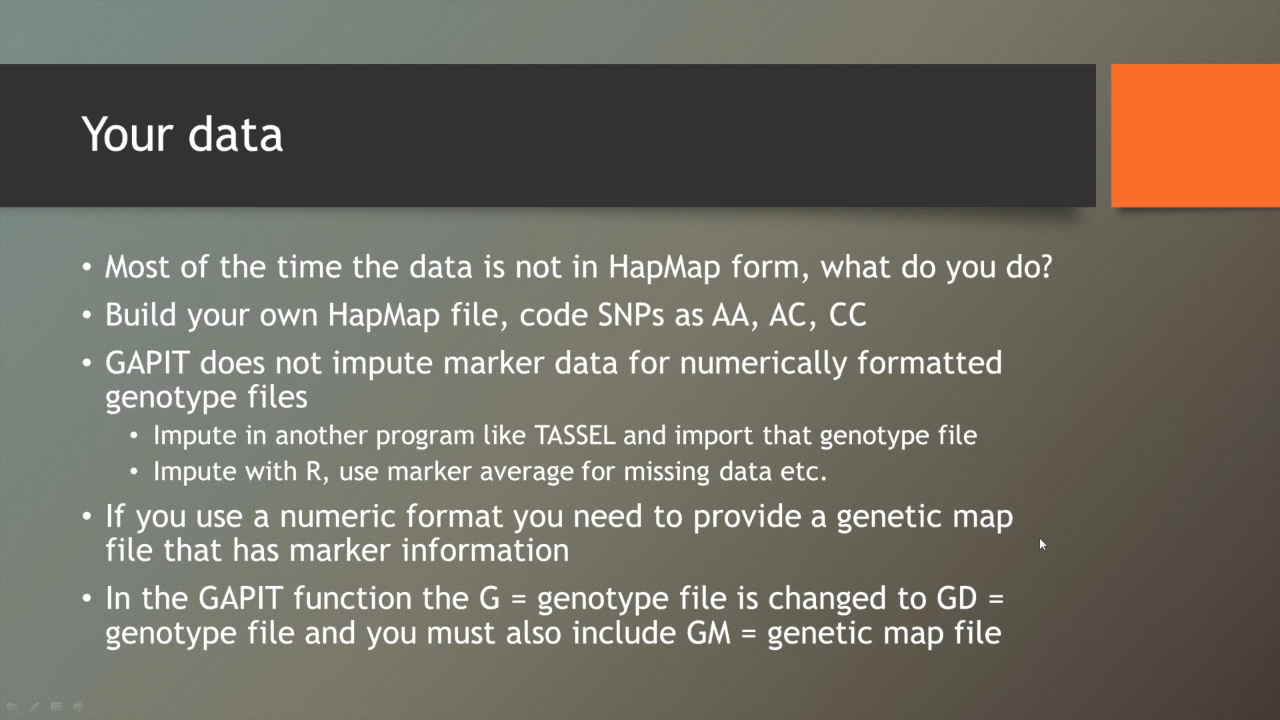 Your data
• Most of the time the data is not in HapMap form, what do you do?
• Build your own HapMap file, code SNPs as AA, AC, CC
• GAPIT does not impute marker data for numerically formatted
genotype files
• Impute in another program like TASSEL and import that genotype file
• Impute with R, use marker average for missing data etc.
• If you use a numeric format you need to provide a genetic map
file that has marker information
• In the GAPIT function the G = genotype file is changed to GD =
genotype file and you must also include GM = genetic map file